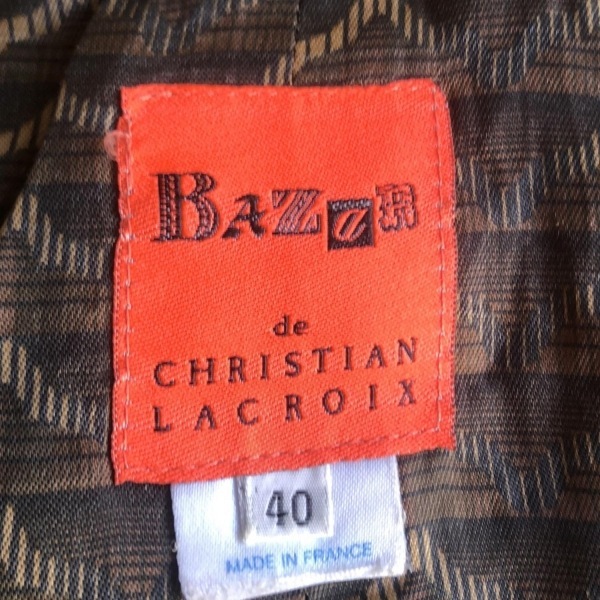 BAZaR
de
CHRISTIAN
LACROIX
40
MADE IN FRANCE